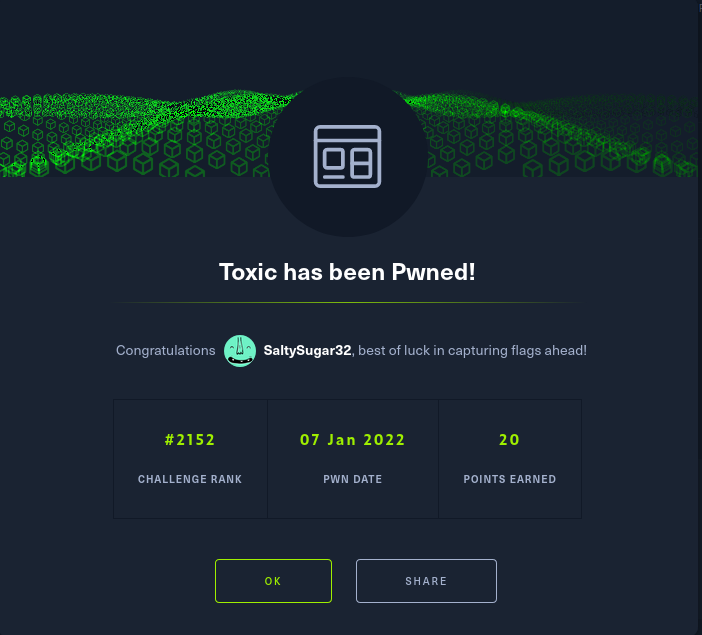 Toxic has been Pwned!
Congratulations SaltySugar32, best of luck in capturing flags ahead!
#2152 07 Jan 2022 20
CHALLENGE RANK PWN DATE POINTS EARNED
OK SHARE